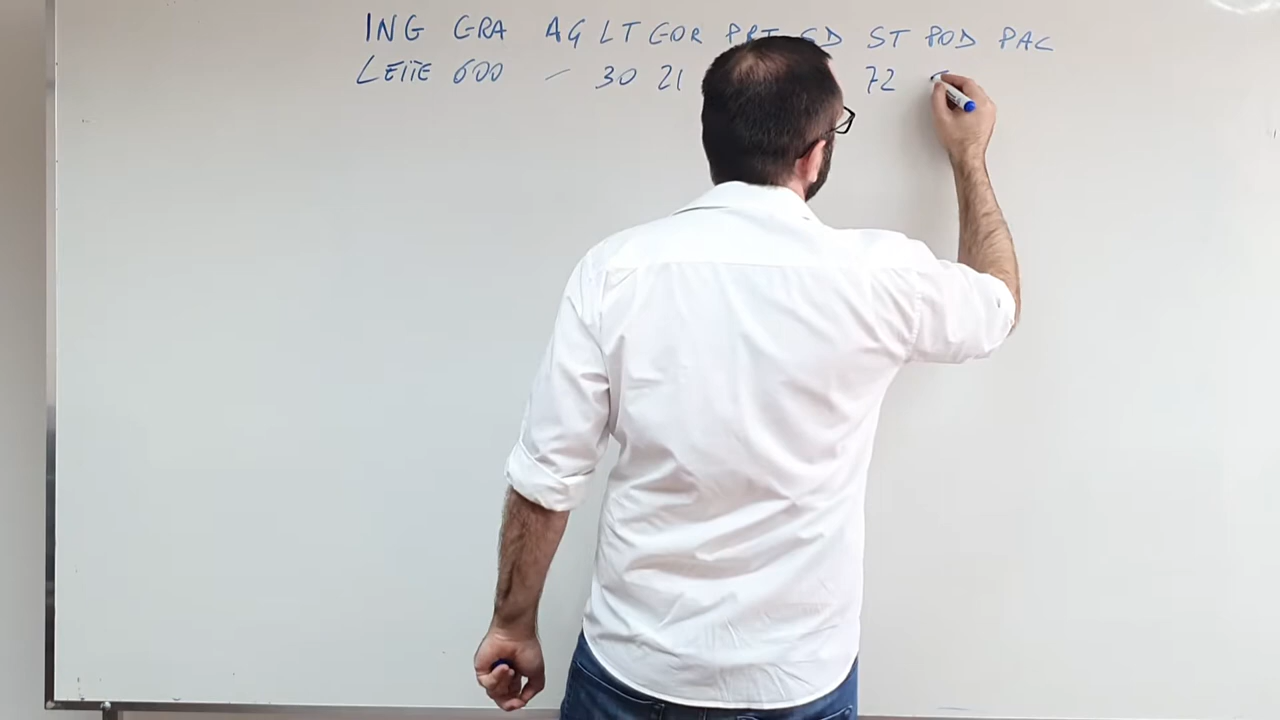 ING GRA AG LT GOR PRT SD ST POD PAC
LEITE 600 – 30 21 72